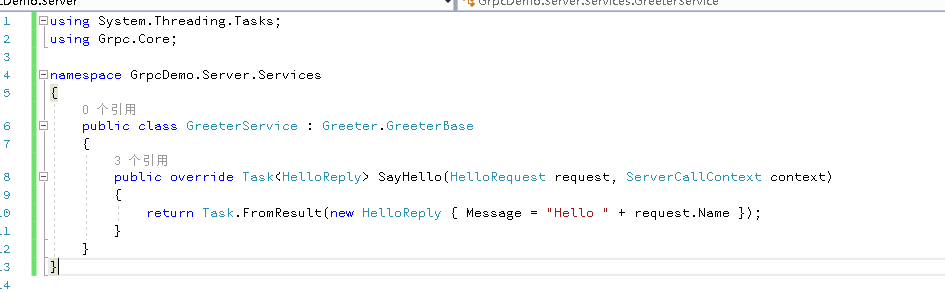 GrpcDemo.Server.Services.GreeterService
1 using System.Threading.Tasks;
2 using Grpc.Core;
3
4 namespace GrpcDemo.Server.Services
5 {
0 个引用
6 public class GreeterService : Greeter.GreeterBase
7 {
3 个引用
8 public override Task<HelloReply> SayHello(HelloRequest request, ServerCallContext context)
9 {
10 return Task.FromResult(new HelloReply { Message = "Hello " + request.Name });
11 }
12 }
13 }
14